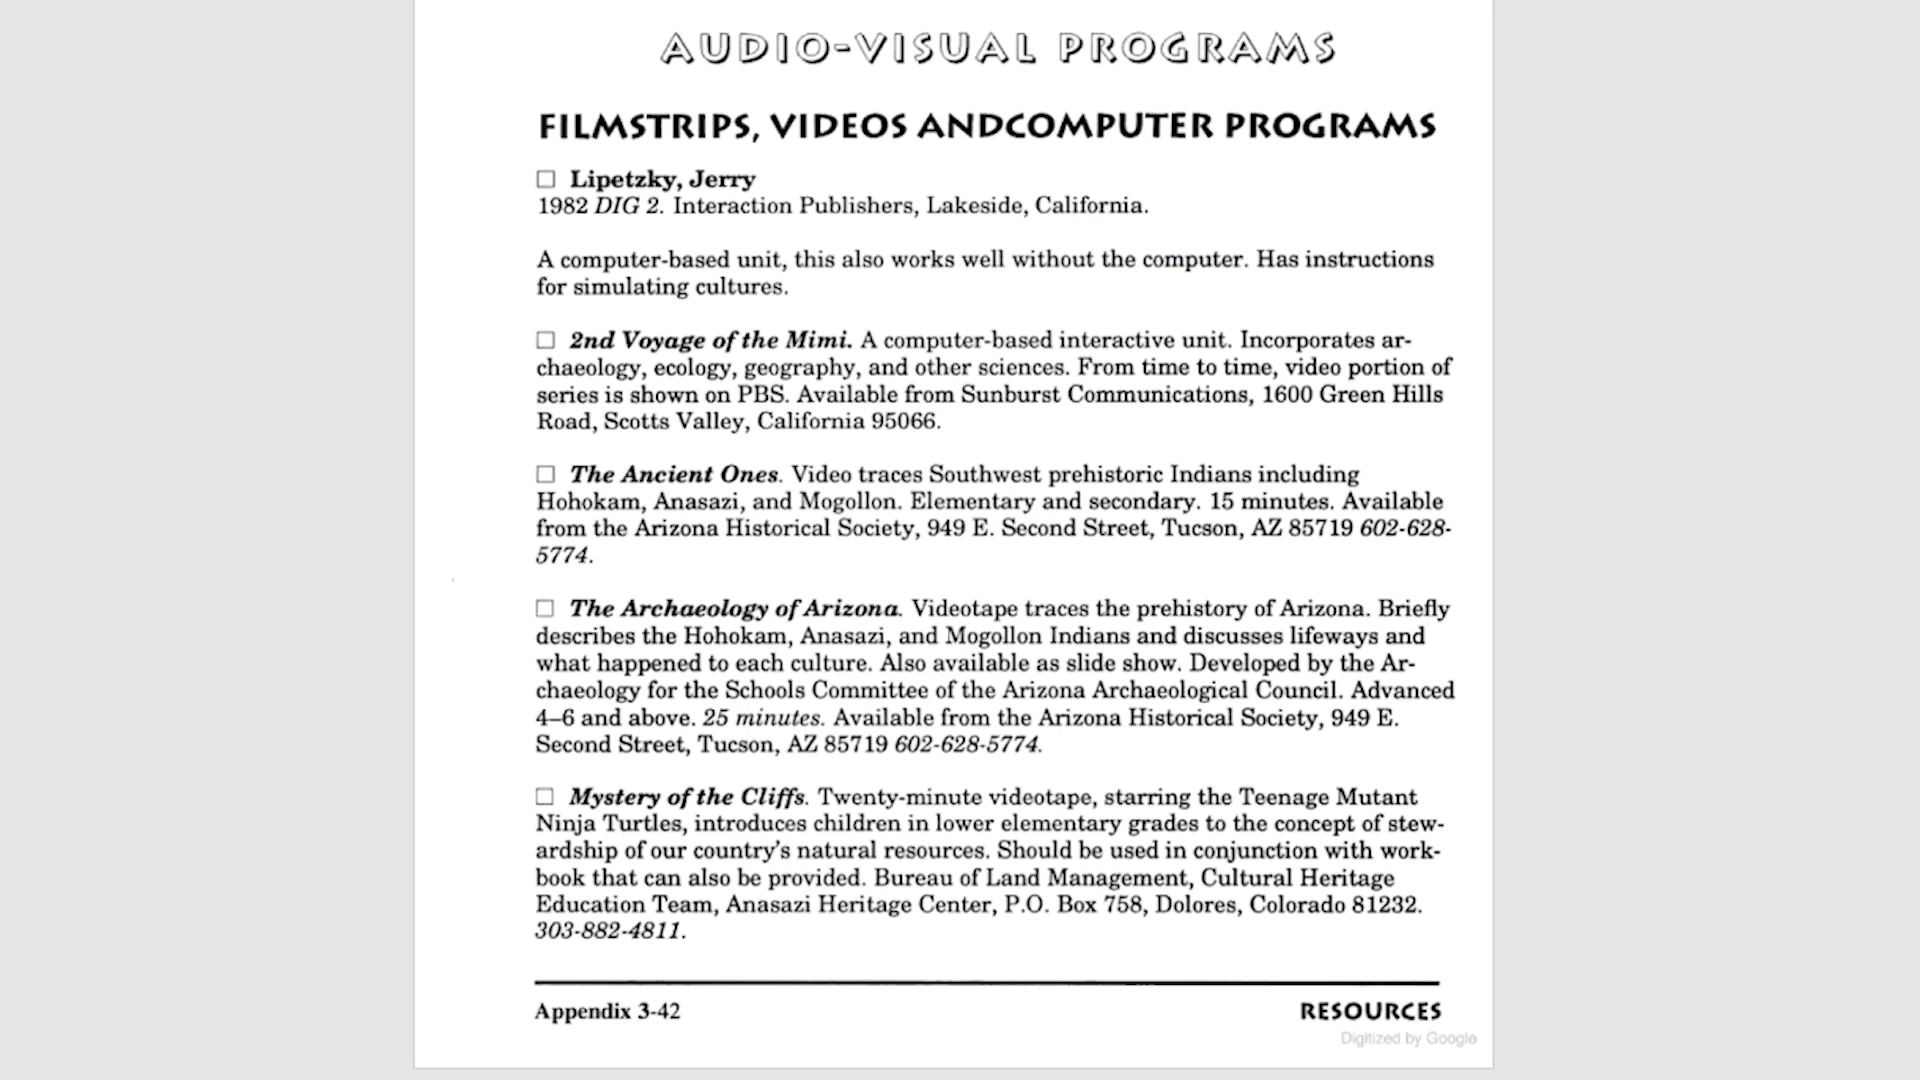 AUDIO-VISUAL PROGRAMS
FILMSTRIPS, VIDEOS ANDCOMPUTER PROGRAMS
☐ Lipetzky, Jerry
1982 DIG 2. Interaction Publishers, Lakeside, California.
A computer-based unit, this also works well without the computer. Has instructions
for simulating cultures.
☐ 2nd Voyage of the Mimi. A computer-based interactive unit. Incorporates ar-
chaeology, ecology, geography, and other sciences. From time to time, video portion of
series is shown on PBS. Available from Sunburst Communications, 1600 Green Hills
Road, Scotts Valley, California 95066.
☐ The Ancient Ones. Video traces Southwest prehistoric Indians including
Hohokam, Anasazi, and Mogollon. Elementary and secondary. 15 minutes. Available
from the Arizona Historical Society, 949 E. Second Street, Tucson, AZ 85719 602-628-
5774.
☐ The Archaeology of Arizona. Videotape traces the prehistory of Arizona. Briefly
describes the Hohokam, Anasazi, and Mogollon Indians and discusses lifeways and
what happened to each culture. Also available as slide show. Developed by the Ar-
chaeology for the Schools Committee of the Arizona Archaeological Council. Advanced
4–6 and above. 25 minutes. Available from the Arizona Historical Society, 949 E.
Second Street, Tucson, AZ 85719 602-628-5774.
☐ Mystery of the Cliffs. Twenty-minute videotape, starring the Teenage Mutant
Ninja Turtles, introduces children in lower elementary grades to the concept of stew-
ardship of our country's natural resources. Should be used in conjunction with work-
book that can also be provided. Bureau of Land Management, Cultural Heritage
Education Team, Anasazi Heritage Center, P.O. Box 758, Dolores, Colorado 81232.
303-882-4811.
Appendix 3-42
RESOURCES
Digitized by Google